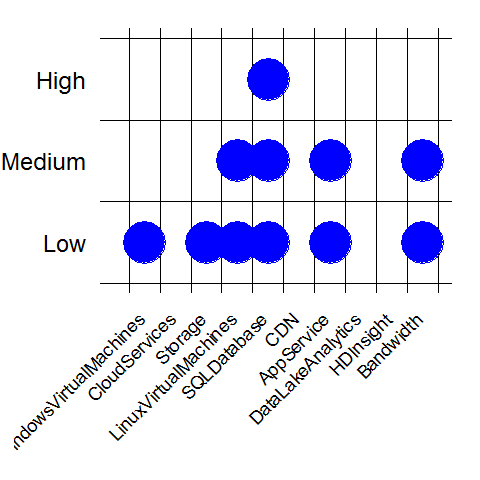 High
Medium
Low
ndowsVirtualMachines
CloudServices
Storage
LinuxVirtualMachines
SQLDatabase
CDN
AppService
DataLakeAnalytics
HDInsight
Bandwidth